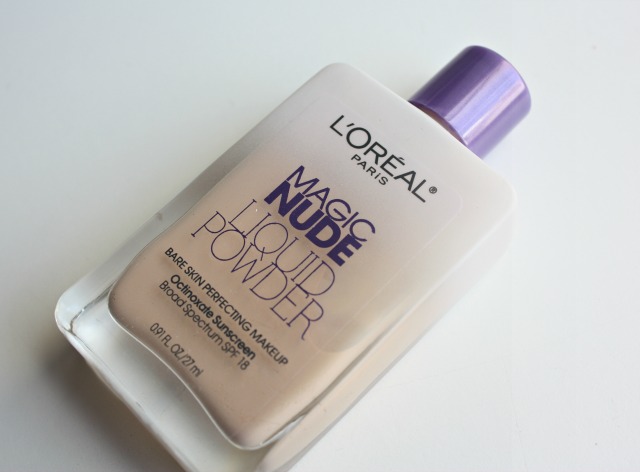 L'ORÉAL®
PARIS
MAGIC
NUDE
LIQUID
POWDER
BARE SKIN PERFECTING MAKEUP
Octinoxate Sunscreen
Broad Spectrum SPF 18
0.91 FL OZ/27 ml